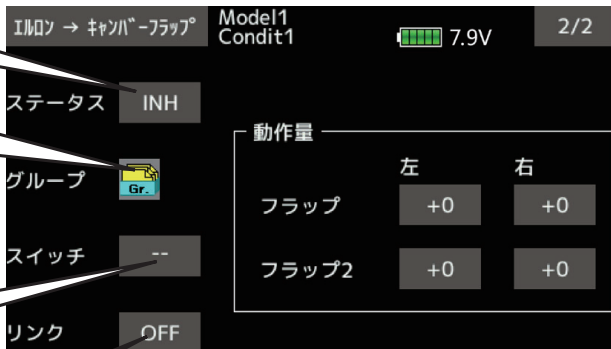 ｴﾙﾛﾝ → ｷｬﾝﾊﾞｰﾌﾗｯﾌﾟ
Model1
Condit1
7.9V
2/2
ステータス INH
動作量
左 右
グループ Gr.
フラップ +0 +0
スイッチ --
フラップ2 +0 +0
リンク OFF